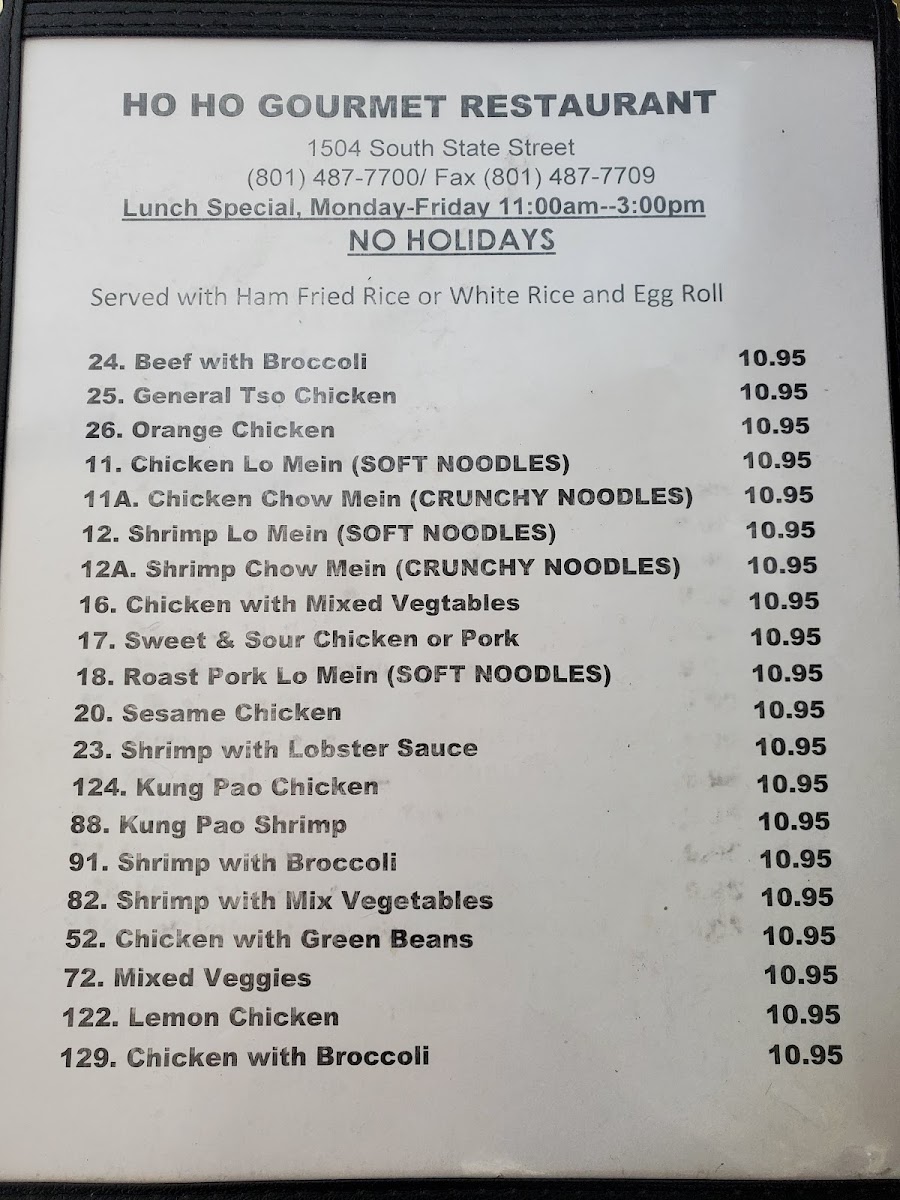 HO HO GOURMET RESTAURANT
1504 South State Street
(801) 487-7700/ Fax (801) 487-7709
Lunch Special, Monday-Friday 11:00am--3:00pm
NO HOLIDAYS
Served with Ham Fried Rice or White Rice and Egg Roll
24. Beef with Broccoli 10.95
25. General Tso Chicken 10.95
26. Orange Chicken 10.95
11. Chicken Lo Mein (SOFT NOODLES) 10.95
11A. Chicken Chow Mein (CRUNCHY NOODLES) 10.95
12. Shrimp Lo Mein (SOFT NOODLES) 10.95
12A. Shrimp Chow Mein (CRUNCHY NOODLES) 10.95
16. Chicken with Mixed Vegtables 10.95
17. Sweet & Sour Chicken or Pork 10.95
18. Roast Pork Lo Mein (SOFT NOODLES) 10.95
20. Sesame Chicken 10.95
23. Shrimp with Lobster Sauce 10.95
124. Kung Pao Chicken 10.95
88. Kung Pao Shrimp 10.95
91. Shrimp with Broccoli 10.95
82. Shrimp with Mix Vegetables 10.95
52. Chicken with Green Beans 10.95
72. Mixed Veggies 10.95
122. Lemon Chicken 10.95
129. Chicken with Broccoli 10.95